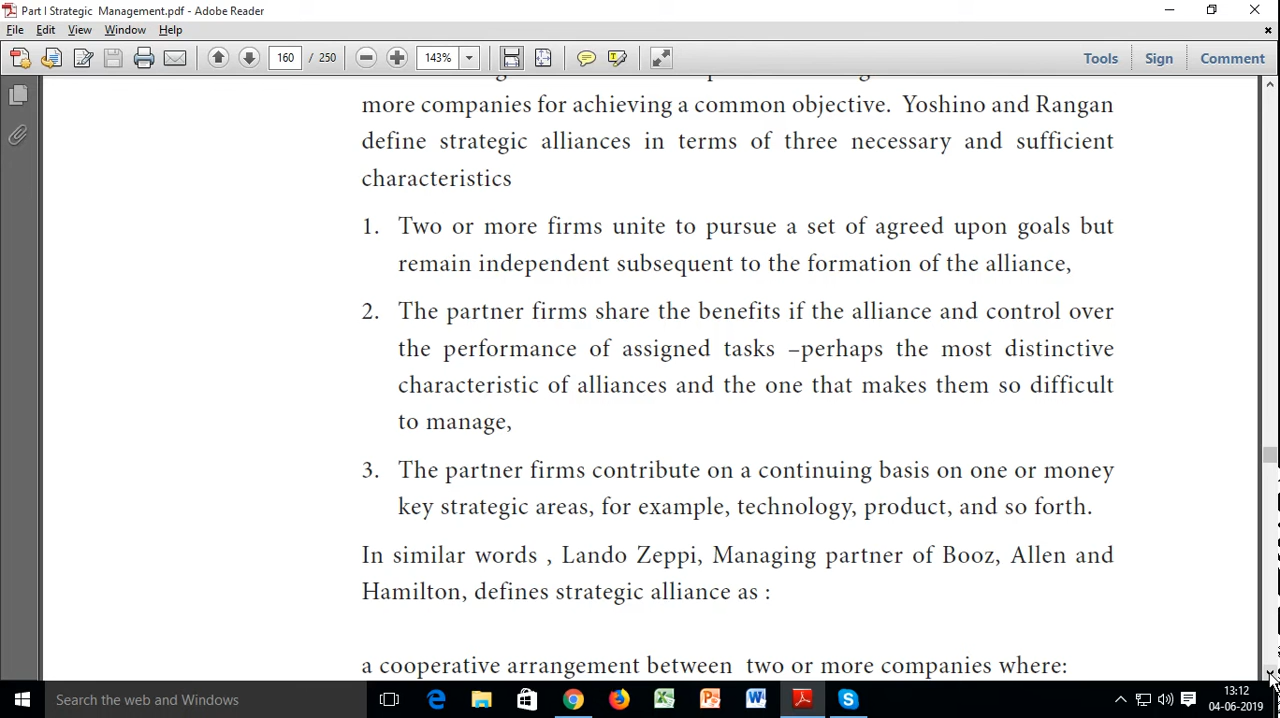 Part I Strategic Management.pdf - Adobe Reader
File Edit View Window Help
160 / 250 143% Tools Sign Comment
more companies for achieving a common objective. Yoshino and Rangan
define strategic alliances in terms of three necessary and sufficient
characteristics
1. Two or more firms unite to pursue a set of agreed upon goals but
remain independent subsequent to the formation of the alliance,
2. The partner firms share the benefits if the alliance and control over
the performance of assigned tasks –perhaps the most distinctive
characteristic of alliances and the one that makes them so difficult
to manage,
3. The partner firms contribute on a continuing basis on one or money
key strategic areas, for example, technology, product, and so forth.
In similar words , Lando Zeppi, Managing partner of Booz, Allen and
Hamilton, defines strategic alliance as :
a cooperative arrangement between two or more companies where:
Search the web and Windows
13:12
04-06-2019